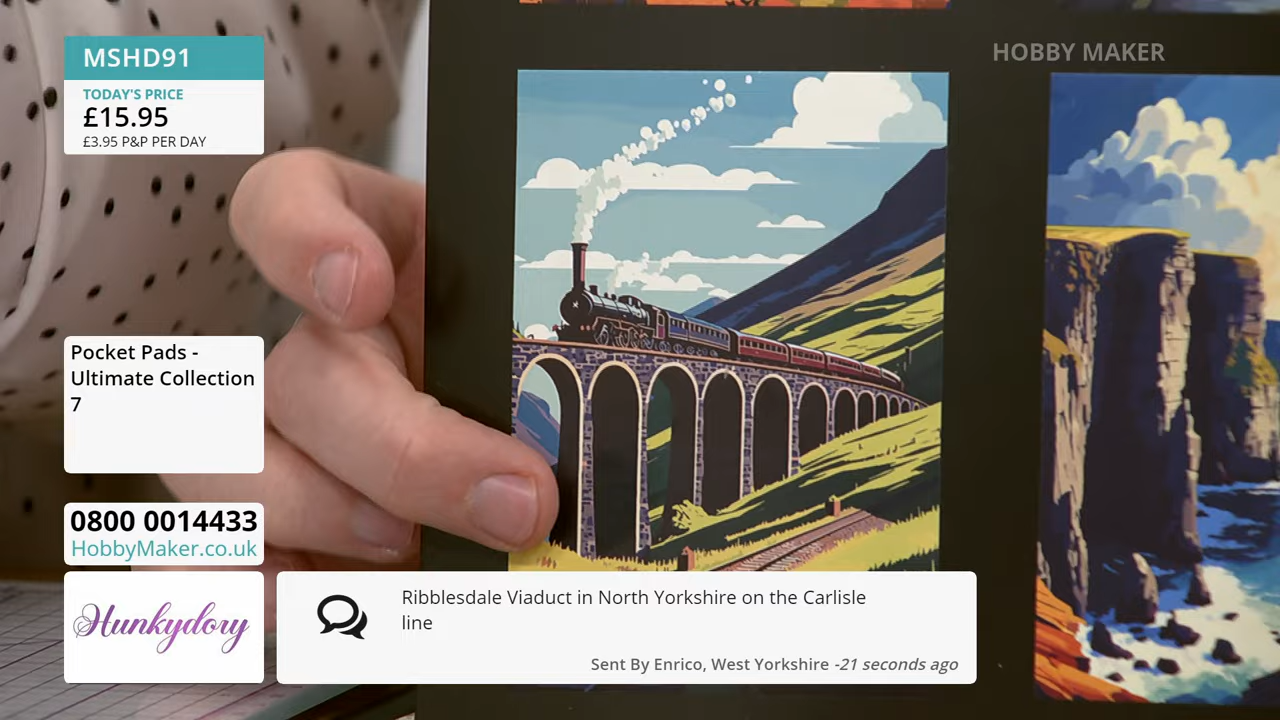 MSHD91
TODAY'S PRICE
£15.95
£3.95 P&P PER DAY
HOBBY MAKER
Pocket Pads -
Ultimate Collection
7
0800 0014433
HobbyMaker.co.uk
Hunkydory
Ribblesdale Viaduct in North Yorkshire on the Carlisle
line
Sent By Enrico, West Yorkshire -21 seconds ago